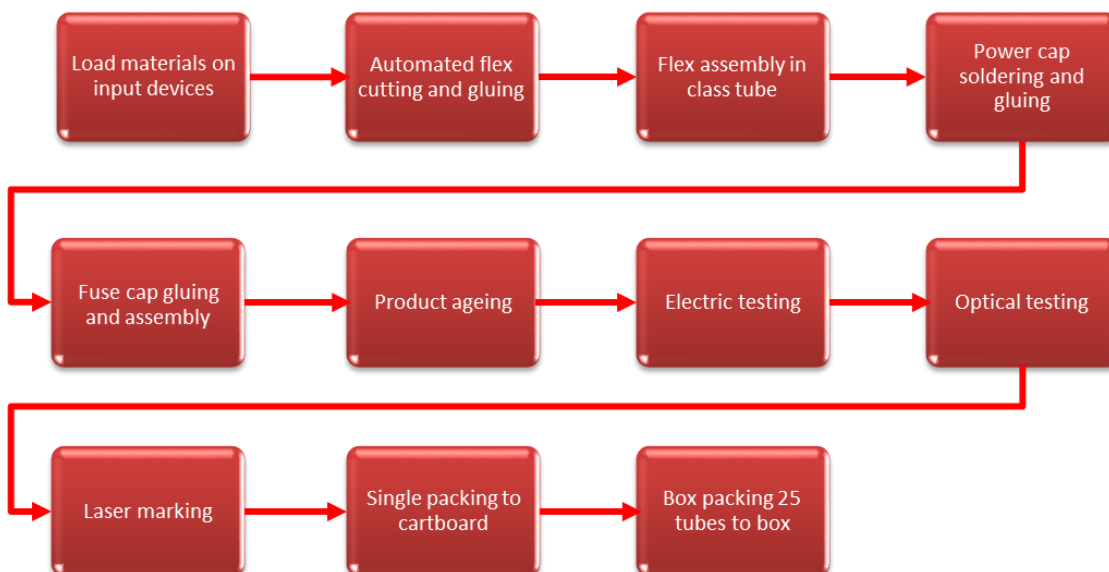 Load materials on
input devices
Automated flex
cutting and gluing
Flex assembly in
class tube
Power cap
soldering and
gluing
Fuse cap gluing
and assembly
Product ageing
Electric testing
Optical testing
Laser marking
Single packing to
cartboard
Box packing 25
tubes to box